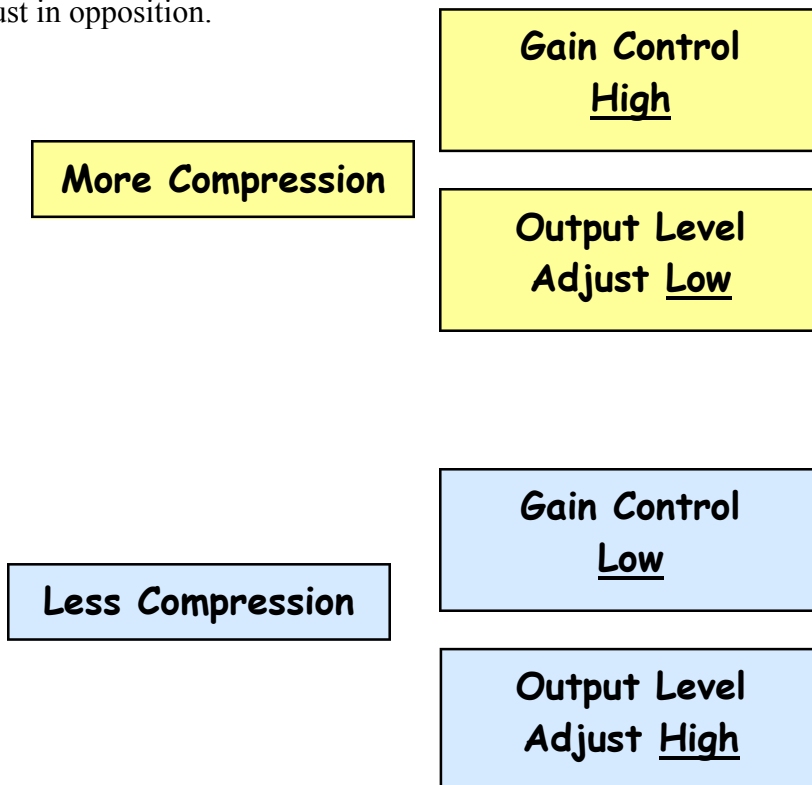 ust in opposition.
Gain Control
High
More Compression
Output Level
Adjust Low
Gain Control
Low
Less Compression
Output Level
Adjust High